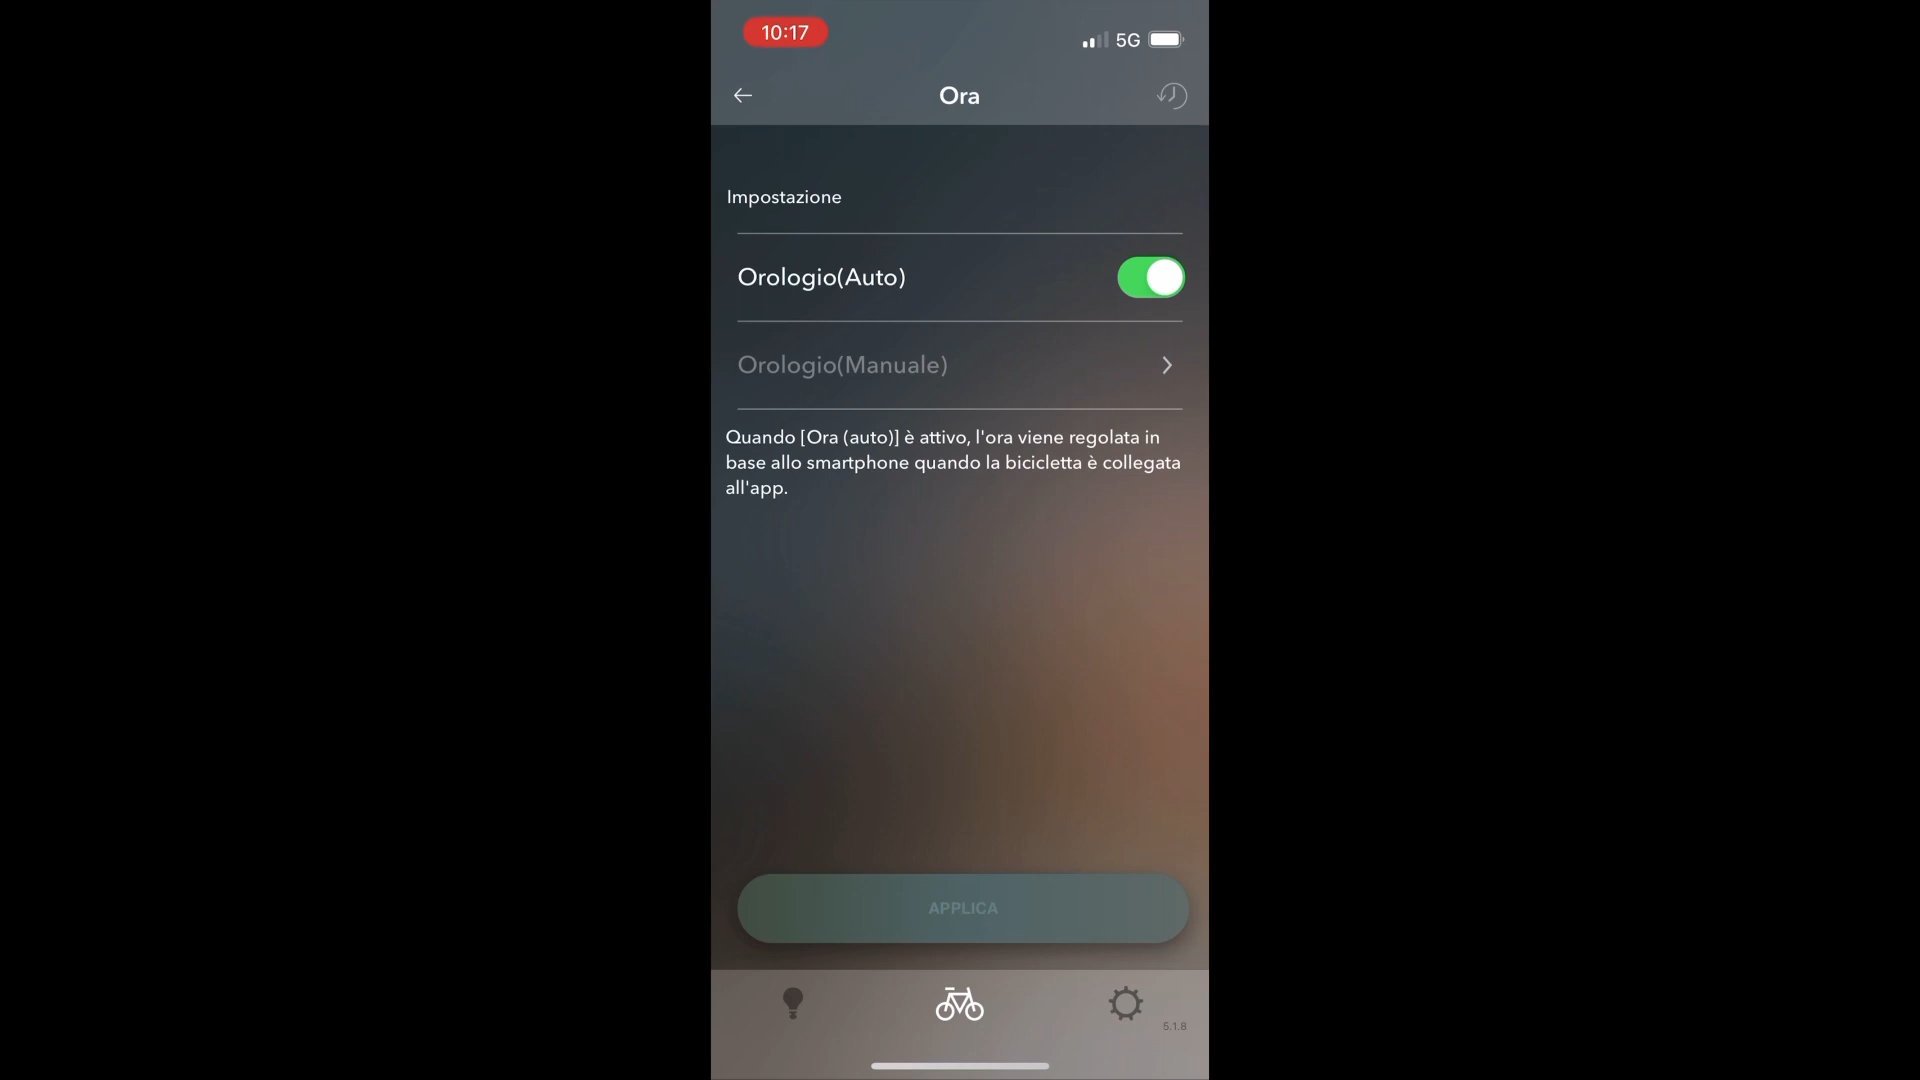 10:17
5G
Ora
Impostazione
Orologio(Auto)
Orologio(Manuale)
Quando [Ora (auto)] è attivo, l'ora viene regolata in
base allo smartphone quando la bicicletta è collegata
all'app.
APPLICA
5.1.8